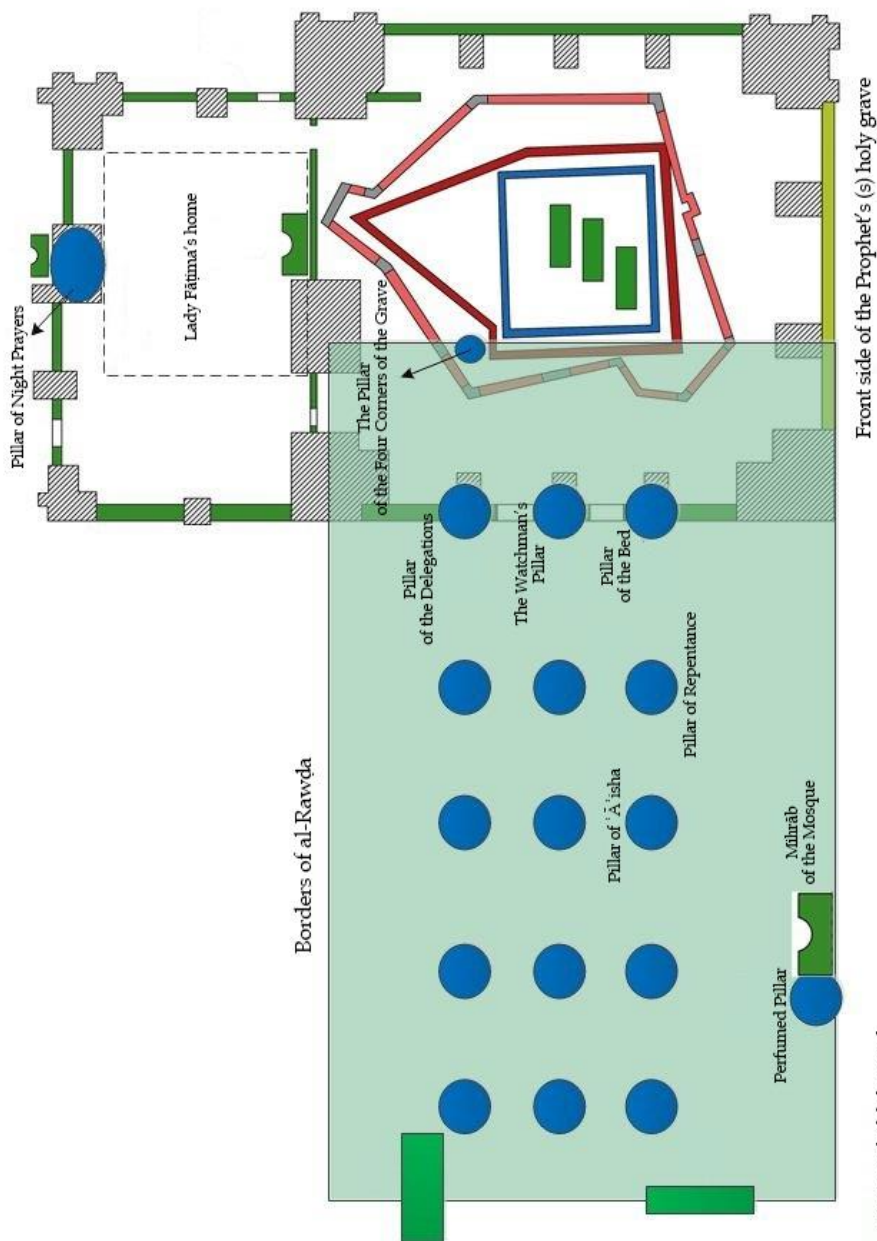 Pillar of Night Prayers
Lady Fāṭima's home
The Pillar
of the Four Corners of the Grave
Front side of the Prophet's (s) holy grave
Pillar
of the Delegations
The Watchman's
Pillar
Pillar
of the Bed
Borders of al-Rawḍa
Pillar of Repentance
Pillar of ʿĀʾisha
Miḥrāb
of the Mosque
Perfumed Pillar